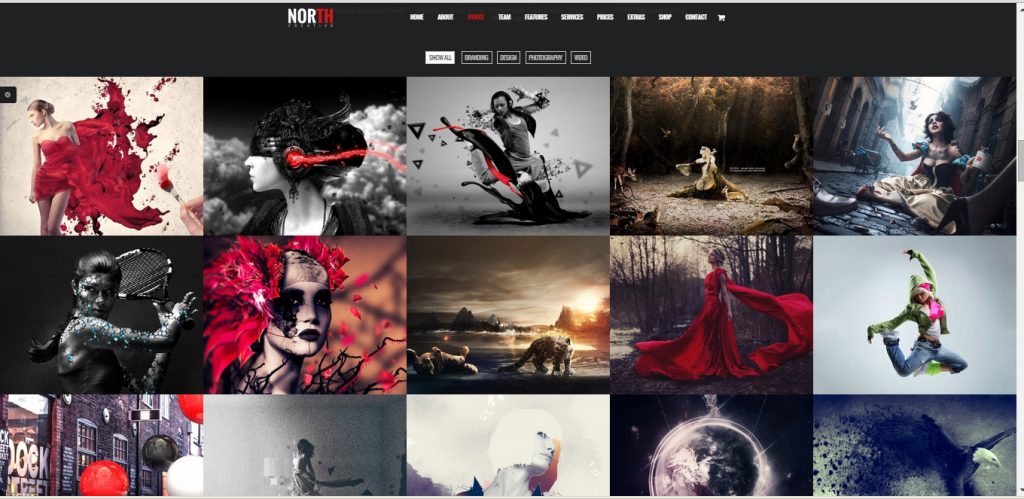 NORTH
CREATIVE
HOME ABOUT WORKS TEAM FEATURES SERVICES PRICES EXTRAS SHOP CONTACT
SHOW ALL BRANDING DESIGN PHOTOGRAPHY VIDEO